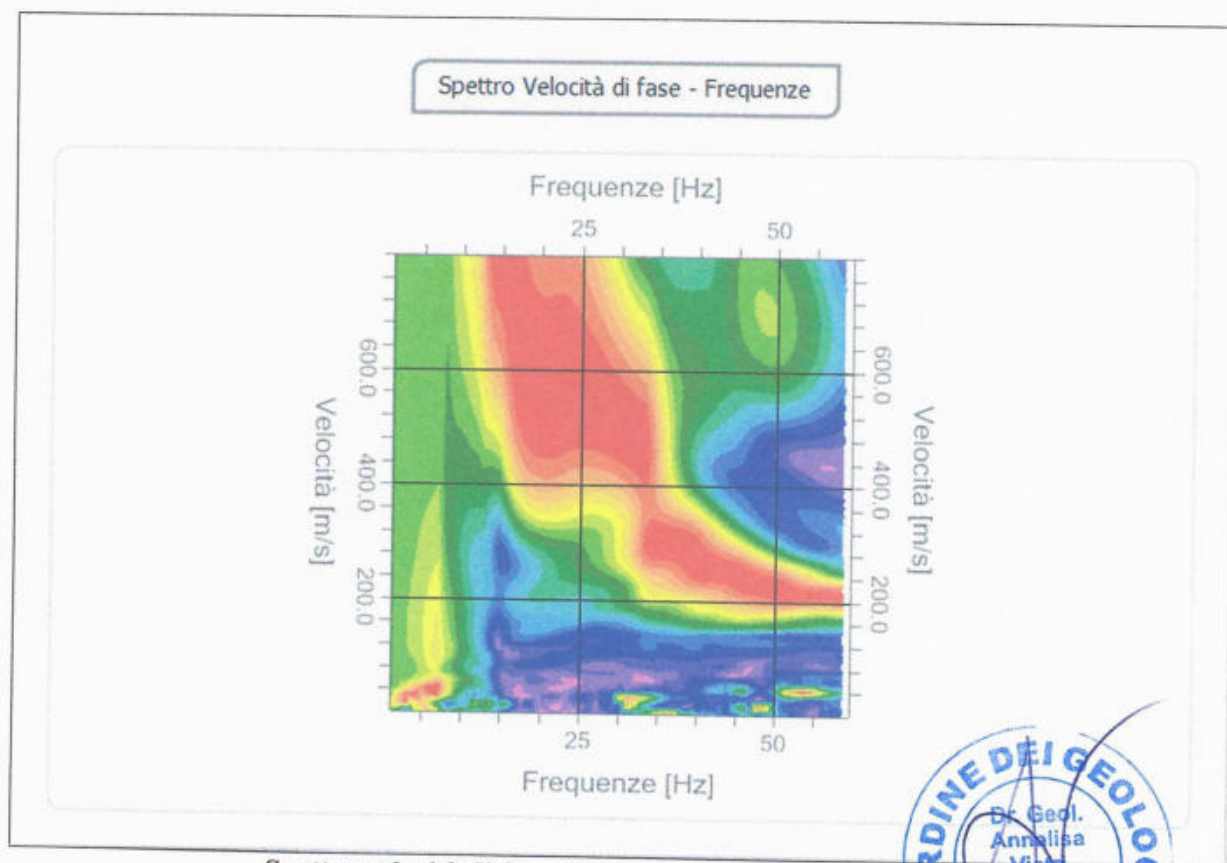 Spettro Velocità di fase - Frequenze
Frequenze [Hz]
25 50
600.0 600.0
Velocità [m/s] Velocità [m/s]
400.0 400.0
200.0 200.0
25 50
Frequenze [Hz]
RDINE DEI GEOLO
Dr. Geol.
Annalisa